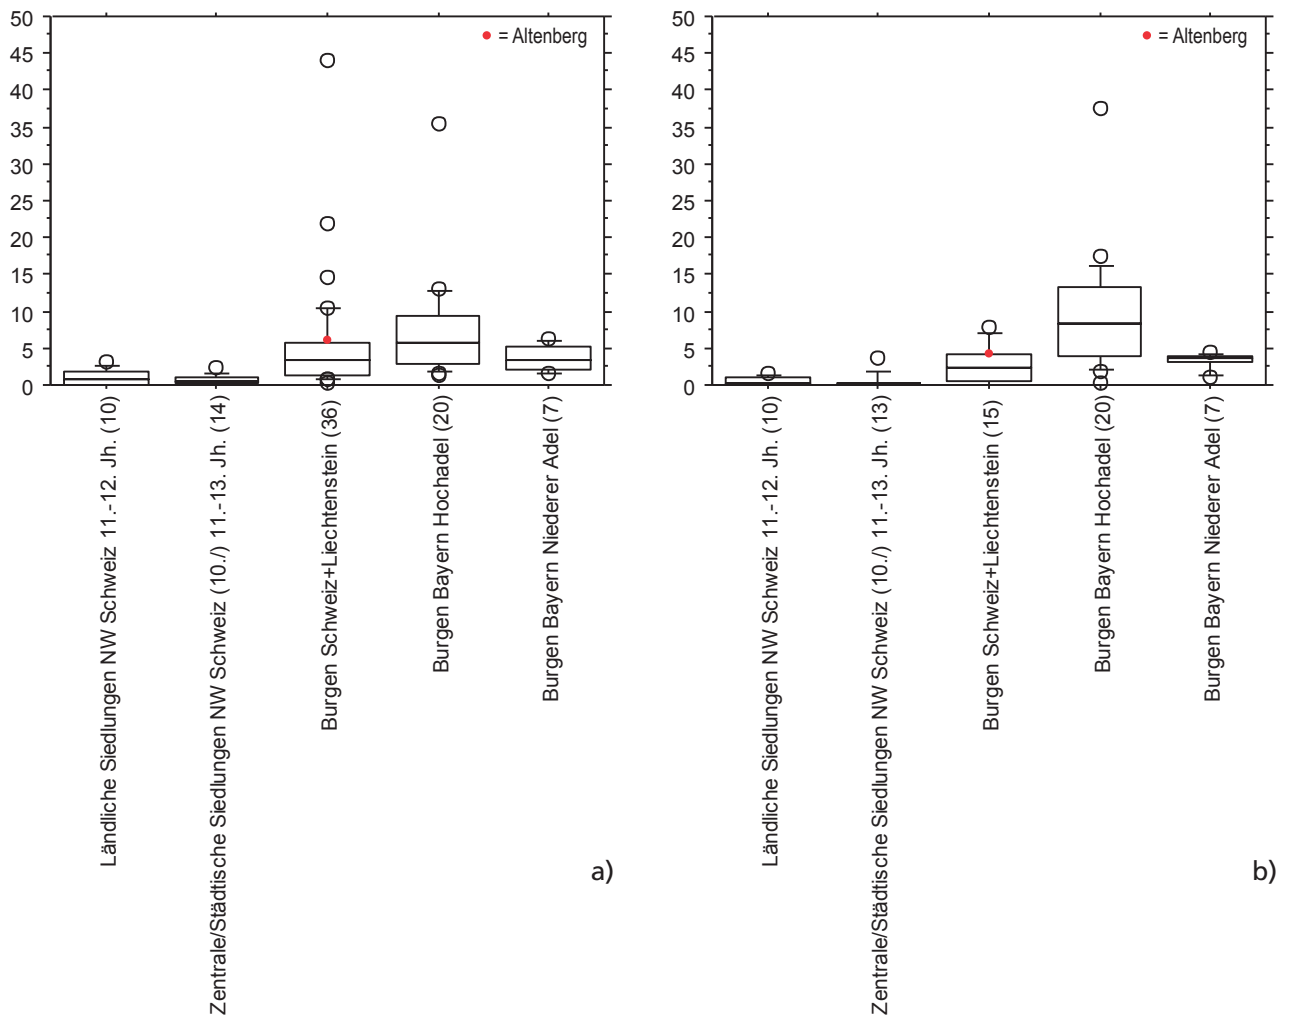 50
45
40
35
30
25
20
15
10
5
0
= Altenberg
Ländliche Siedlungen NW Schweiz 11.-12. Jh. (10)
Zentrale/Städtische Siedlungen NW Schweiz (10./) 11.-13. Jh. (14)
Burgen Schweiz+Liechtenstein (36)
Burgen Bayern Hochadel (20)
Burgen Bayern Niederer Adel (7)
a)
50
45
40
35
30
25
20
15
10
5
0
= Altenberg
Ländliche Siedlungen NW Schweiz 11.-12. Jh. (10)
Zentrale/Städtische Siedlungen NW Schweiz (10./) 11.-13. Jh. (13)
Burgen Schweiz+Liechtenstein (15)
Burgen Bayern Hochadel (20)
Burgen Bayern Niederer Adel (7)
b)